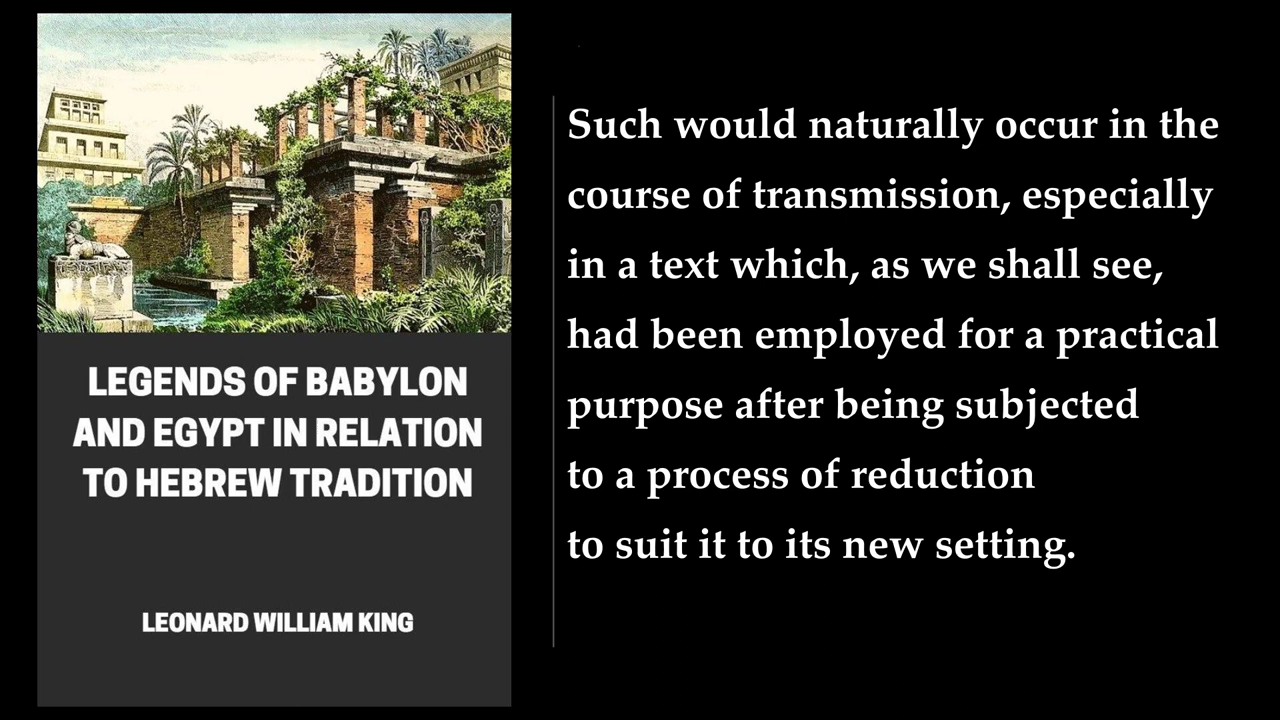 LEGENDS OF BABYLON
AND EGYPT IN RELATION
TO HEBREW TRADITION
LEONARD WILLIAM KING
Such would naturally occur in the
course of transmission, especially
in a text which, as we shall see,
had been employed for a practical
purpose after being subjected
to a process of reduction
to suit it to its new setting.